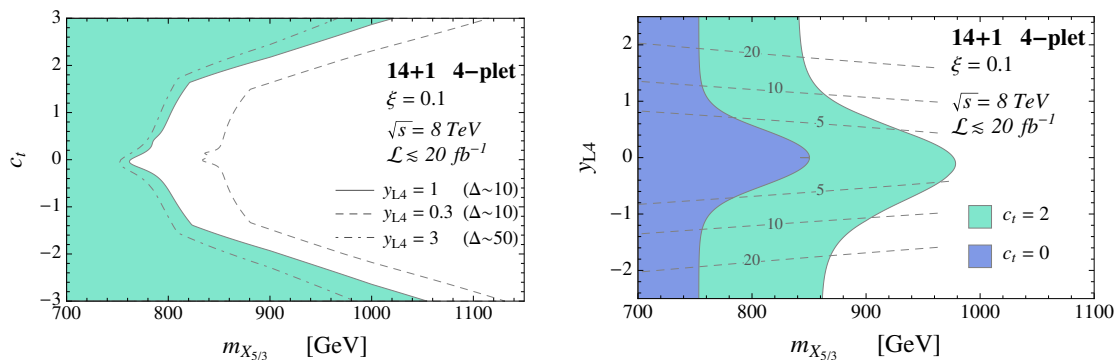 3
2
1
0
−1
−2
−3
700
800
900
1000
1100
c_t
m_{X_{5/3}} [GeV]
14+1 4-plet
ξ = 0.1
√s = 8 TeV
ℒ ≲ 20 fb⁻¹
y_{L4} = 1 (Δ∼10)
y_{L4} = 0.3 (Δ∼10)
y_{L4} = 3 (Δ∼50)
2
1
0
−1
−2
700
800
900
1000
1100
y_{L4}
m_{X_{5/3}} [GeV]
14+1 4-plet
ξ = 0.1
√s = 8 TeV
ℒ ≲ 20 fb⁻¹
20
10
5
5
10
20
c_t = 2
c_t = 0